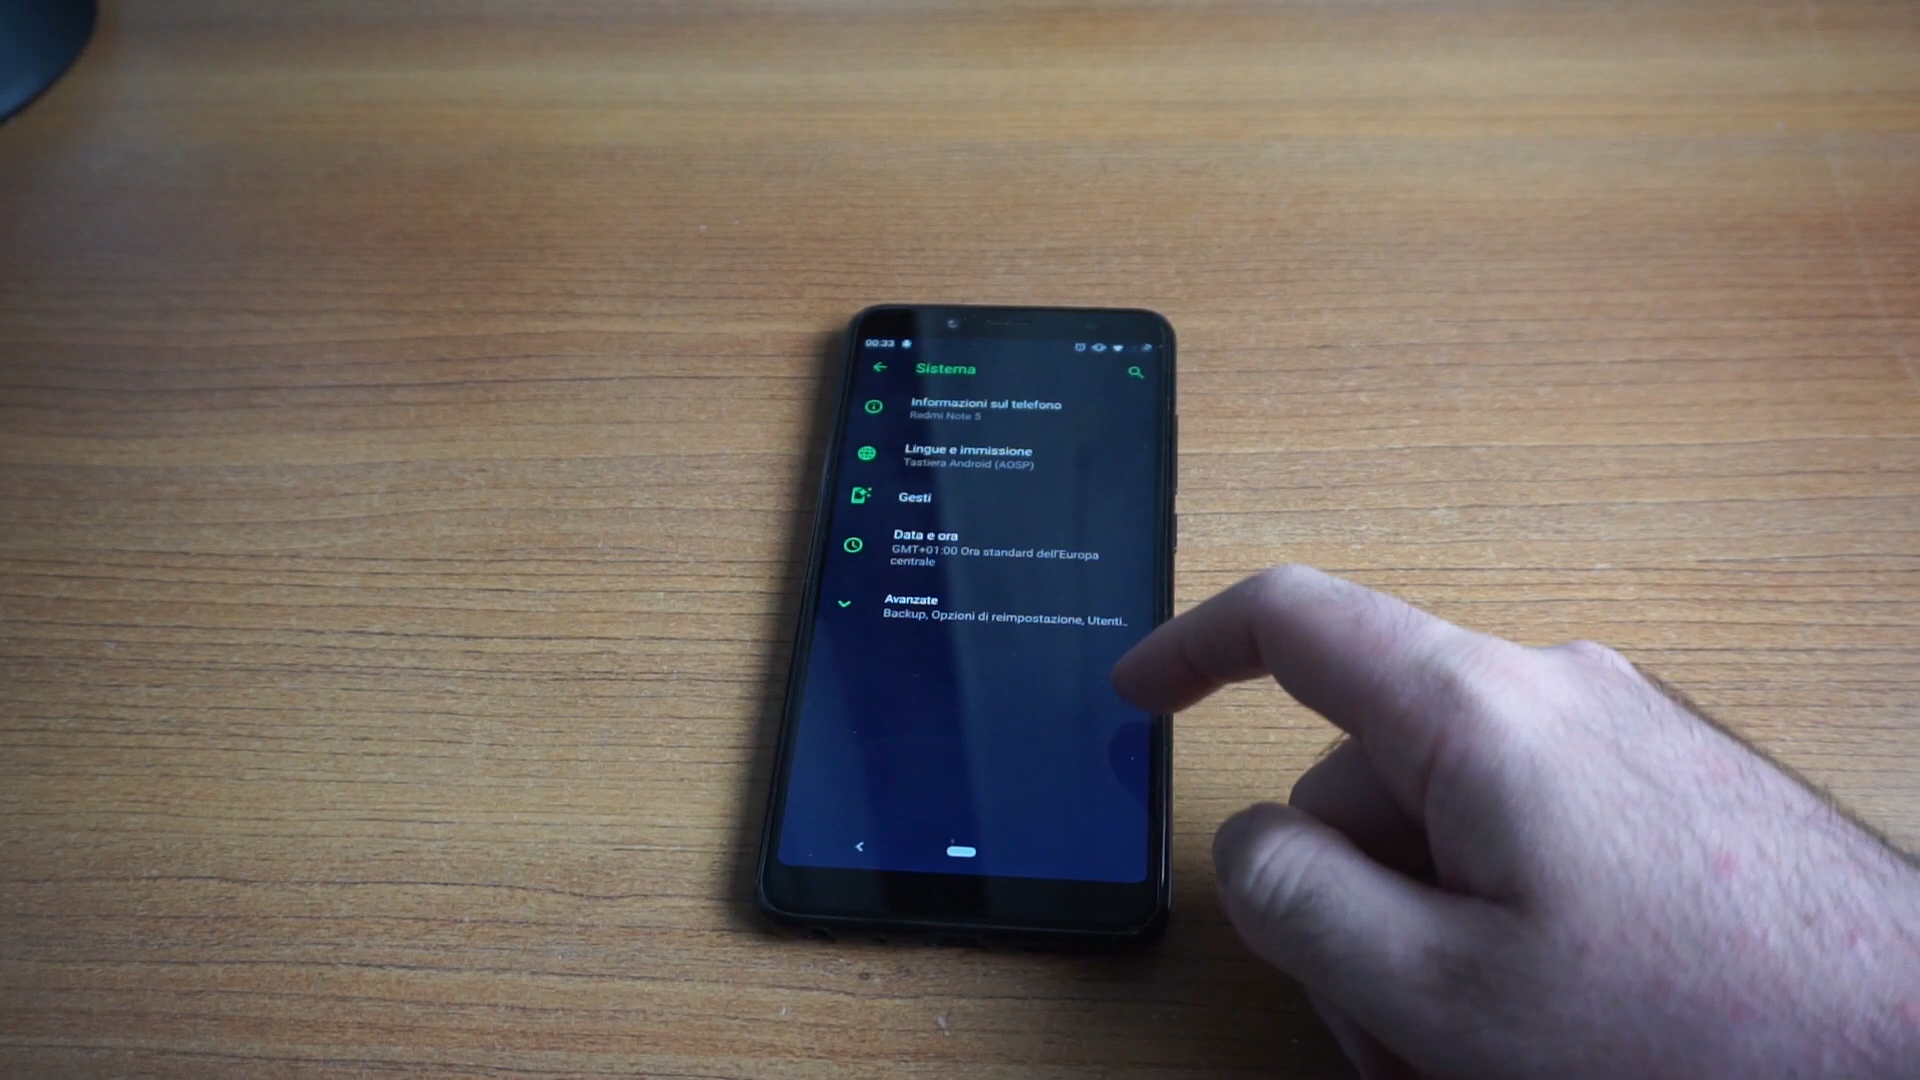 00:33
Sistema
Informazioni sul telefono
Redmi Note 5
Lingue e immissione
Tastiera Android (AOSP)
Gesti
Data e ora
GMT+01:00 Ora standard dell'Europa
centrale
Avanzate
Backup, Opzioni di reimpostazione, Utenti…